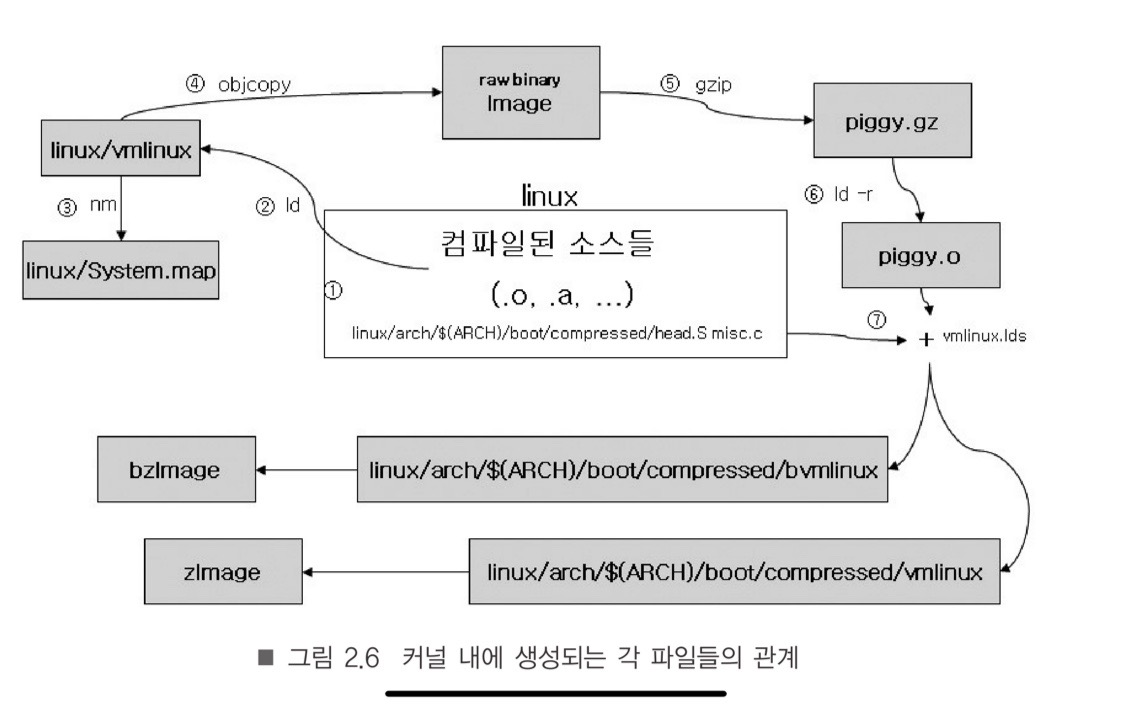 ④ objcopy
raw binary
Image
⑤ gzip
piggy.gz
linux/vmlinux
③ nm
② ld
linux
⑥ ld -r
linux/System.map
①
컴파일된 소스들
(.o, .a, ...)
linux/arch/$(ARCH)/boot/compressed/head.S misc.c
piggy.o
⑦
+ vmlinux.lds
bzImage
linux/arch/$(ARCH)/boot/compressed/bvmlinux
zImage
linux/arch/$(ARCH)/boot/compressed/vmlinux
■ 그림 2.6 커널 내에 생성되는 각 파일들의 관계